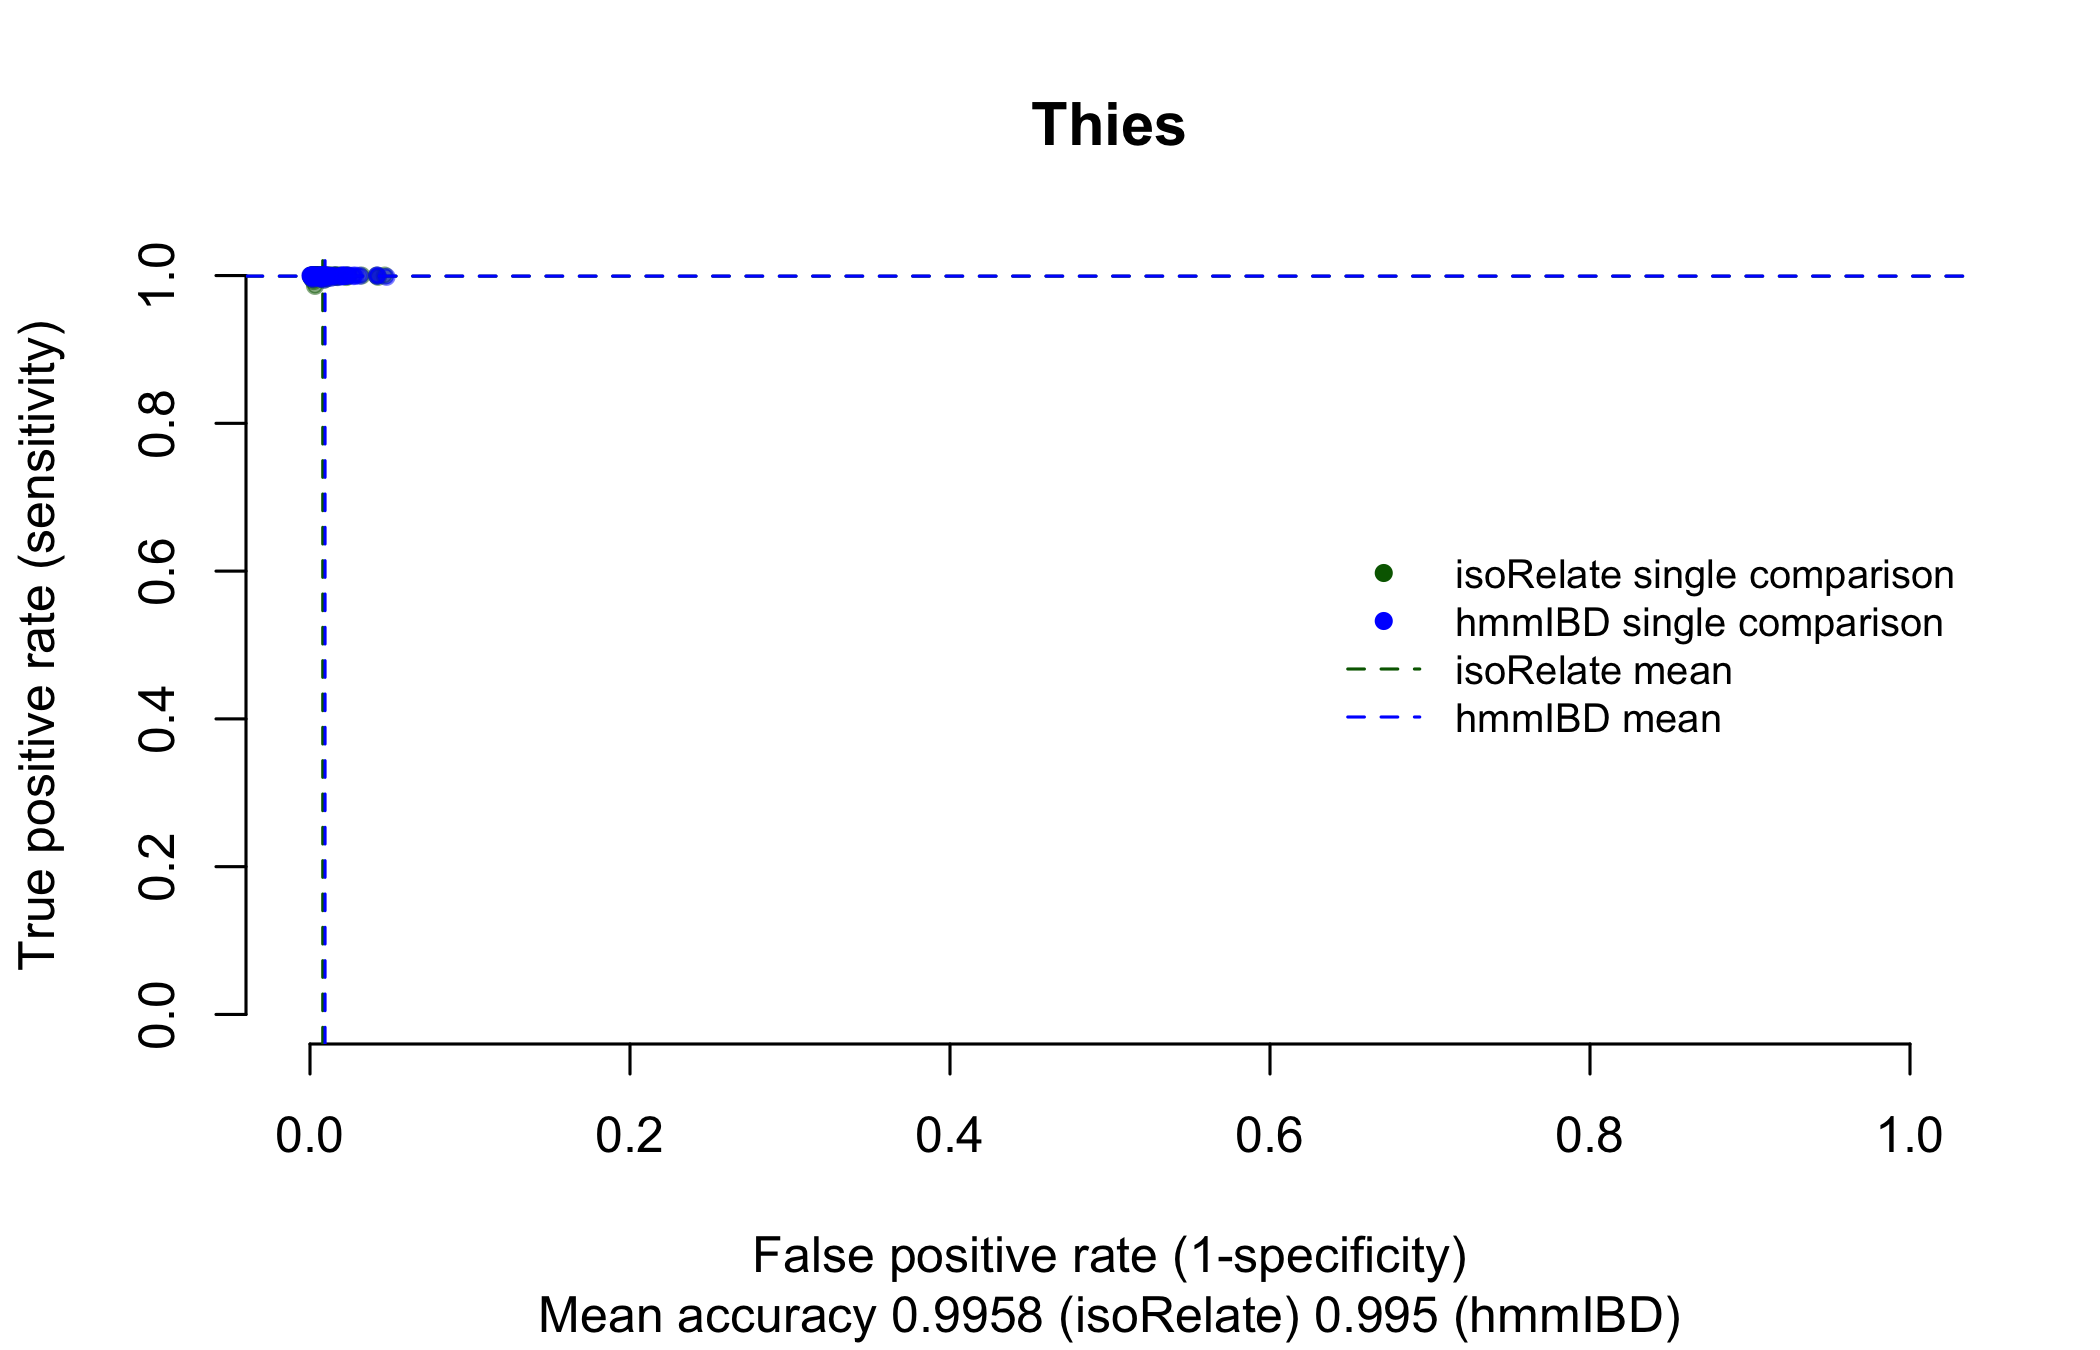 Thies
True positive rate (sensitivity)
1.0
0.8
0.6
0.4
0.2
0.0
isoRelate single comparison
hmmIBD single comparison
isoRelate mean
hmmIBD mean
0.0 0.2 0.4 0.6 0.8 1.0
False positive rate (1-specificity)
Mean accuracy 0.9958 (isoRelate) 0.995 (hmmIBD)